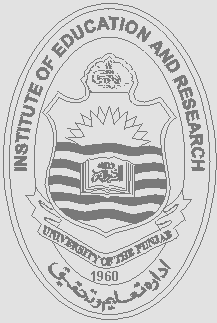 INSTITUTE OF EDUCATION AND RESEARCH
UNIVERSITY OF THE PUNJAB
1960
ادارہ تعلیم و تحقیق